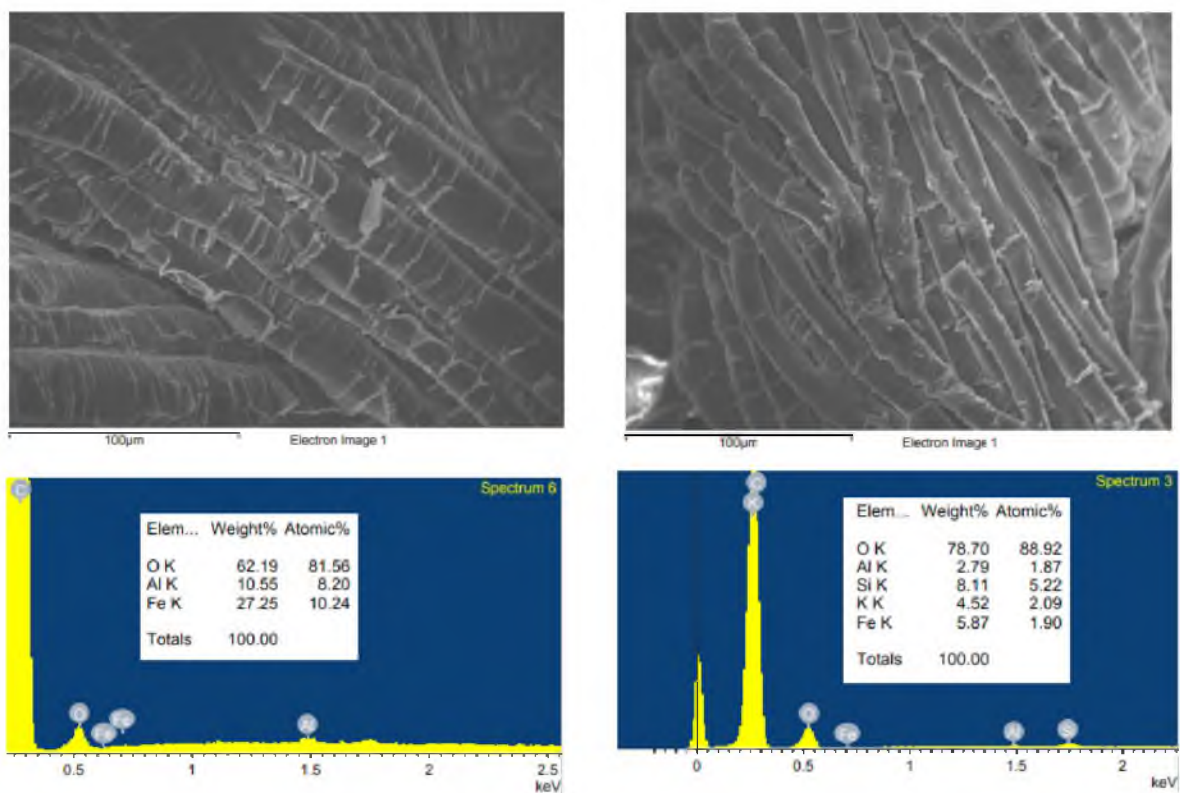 100µm Electron Image 1
100µm Electron Image 1
Spectrum 6
C
Elem... Weight% Atomic%
O K 62.19 81.56
Al K 10.55 8.20
Fe K 27.25 10.24
Totals 100.00
O
Fe
Fe
Al
0.5 1 1.5 2 2.5
keV
Spectrum 3
C
K
Elem... Weight% Atomic%
O K 78.70 88.92
Al K 2.79 1.87
Si K 8.11 5.22
K K 4.52 2.09
Fe K 5.87 1.90
Totals 100.00
O
Fe
Al
Si
0 0.5 1 1.5 2
keV